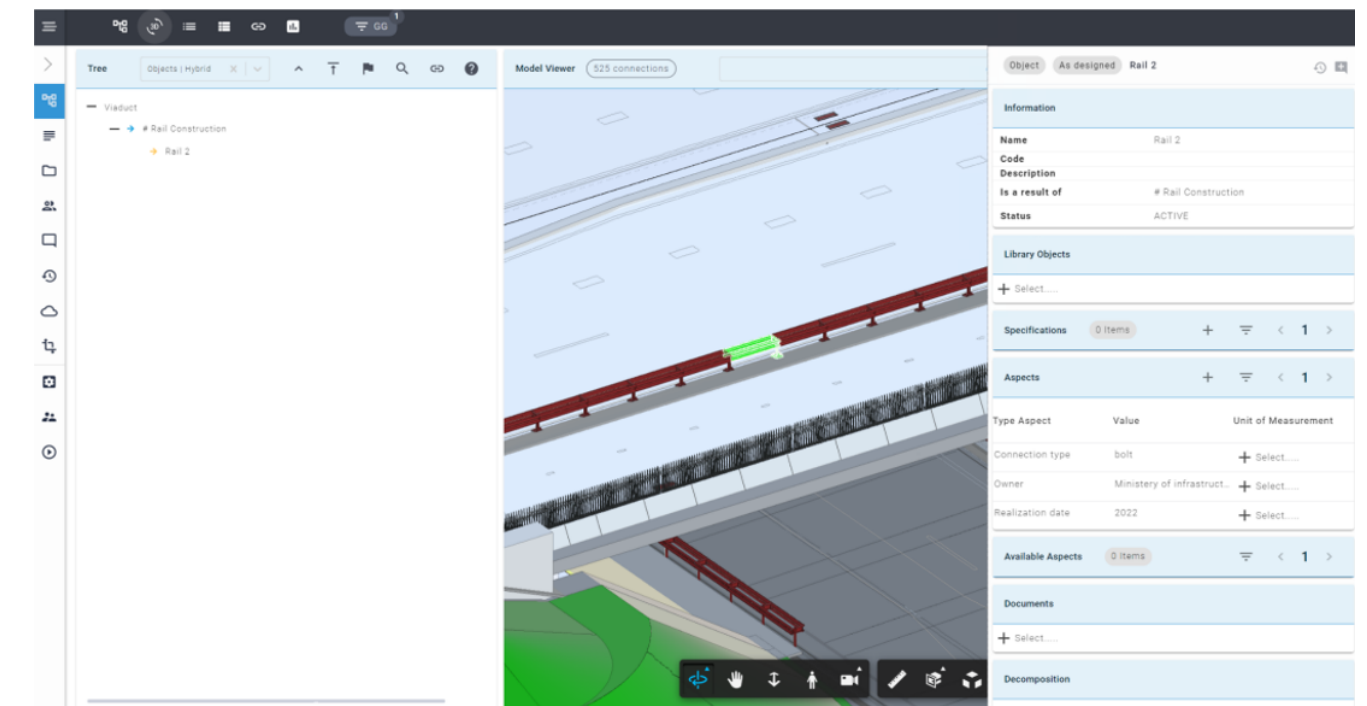 3D
GG
1
Tree
Objects | Hybrid
Model Viewer
525 connections
Object As designed Rail 2
Viaduct
# Rail Construction
Rail 2
Information
Name Rail 2
Code
Description
Is a result of # Rail Construction
Status ACTIVE
Library Objects
+ Select.....
Specifications 0 Items + < 1 >
Aspects + < 1 >
Type Aspect Value Unit of Measurement
Connection type bolt + Select.....
Owner Ministery of infrastruct... + Select.....
Realization date 2022 + Select.....
Available Aspects 0 Items < 1 >
Documents
+ Select.....
Decomposition